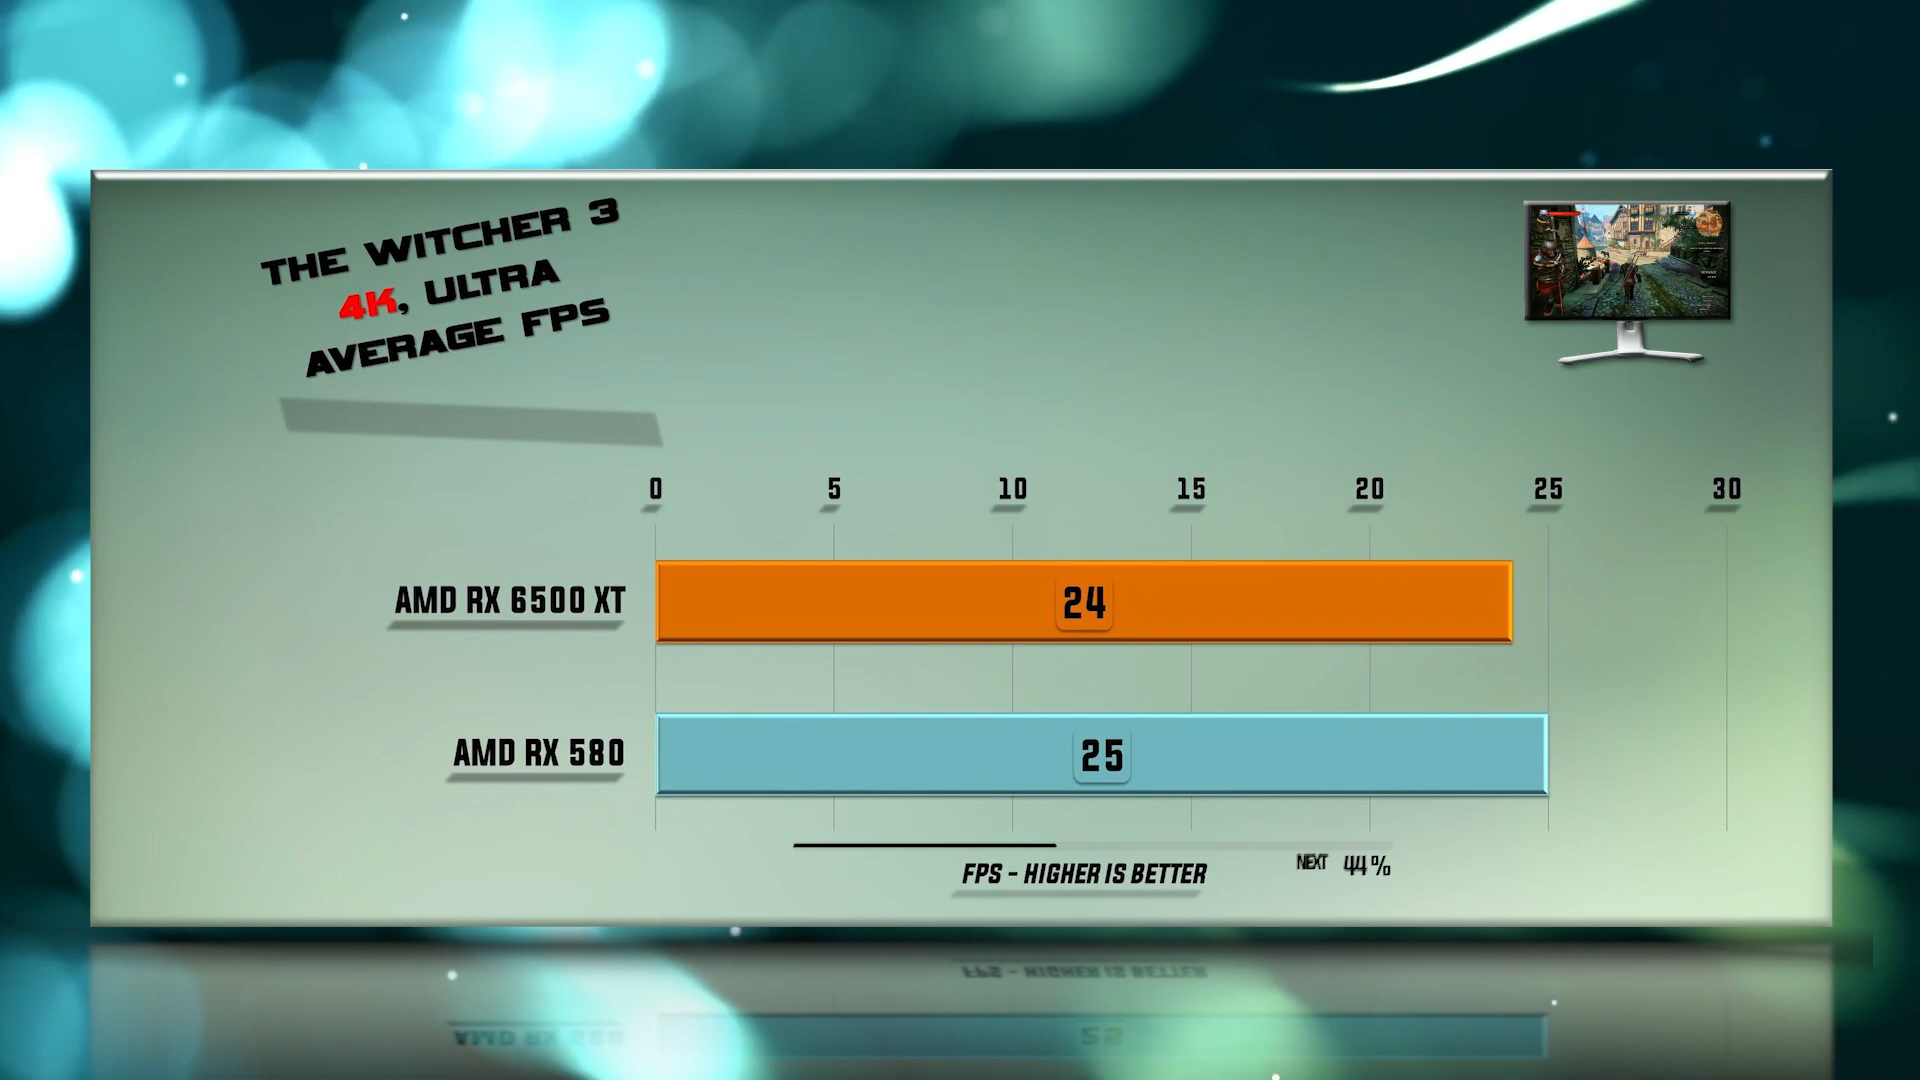 THE WITCHER 3
4K, ULTRA
AVERAGE FPS
0 5 10 15 20 25 30
AMD RX 6500 XT 24
AMD RX 580 25
FPS - HIGHER IS BETTER
NEXT 44%